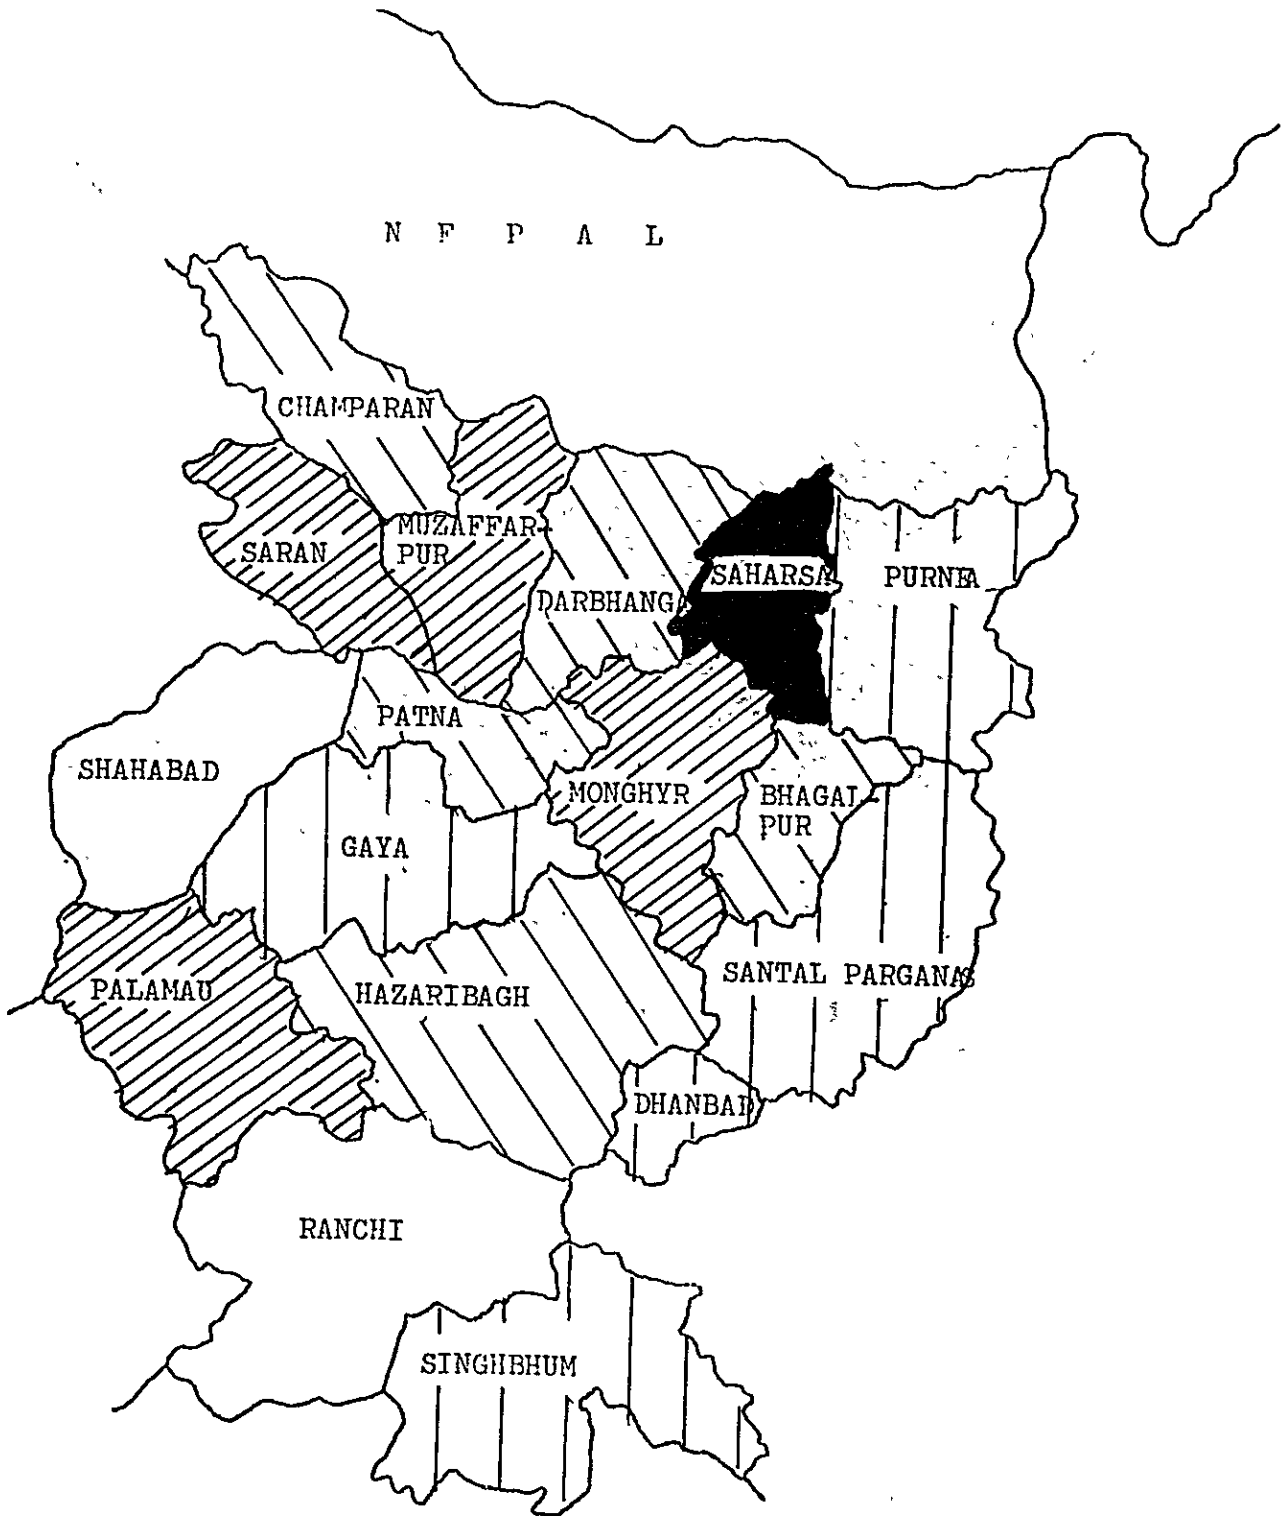 N E P A L
CHAMPARAN
MUZAFFAR-
PUR
SARAN
DARBHANGA
SAHARSA
PURNEA
PATNA
SHAHABAD
MONGHYR
BHAGAL-
PUR
GAYA
SANTAL PARGANAS
PALAMAU
HAZARIBAGH
DHANBAD
RANCHI
SINGHBHUM